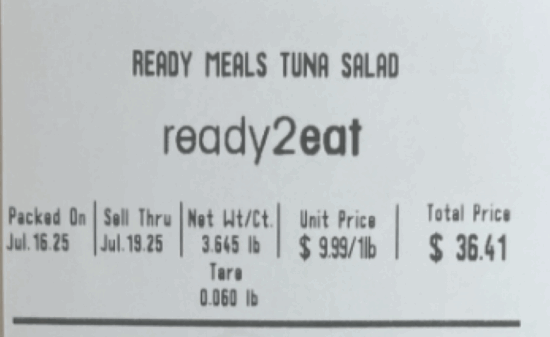 READY MEALS TUNA SALAD
ready2eat
Packed On | Sell Thru | Net Wt/Ct. | Unit Price | Total Price
Jul.16.25 | Jul.19.25 | 3.645 lb | $ 9.99/1lb | $ 36.41
Tare
0.060 lb